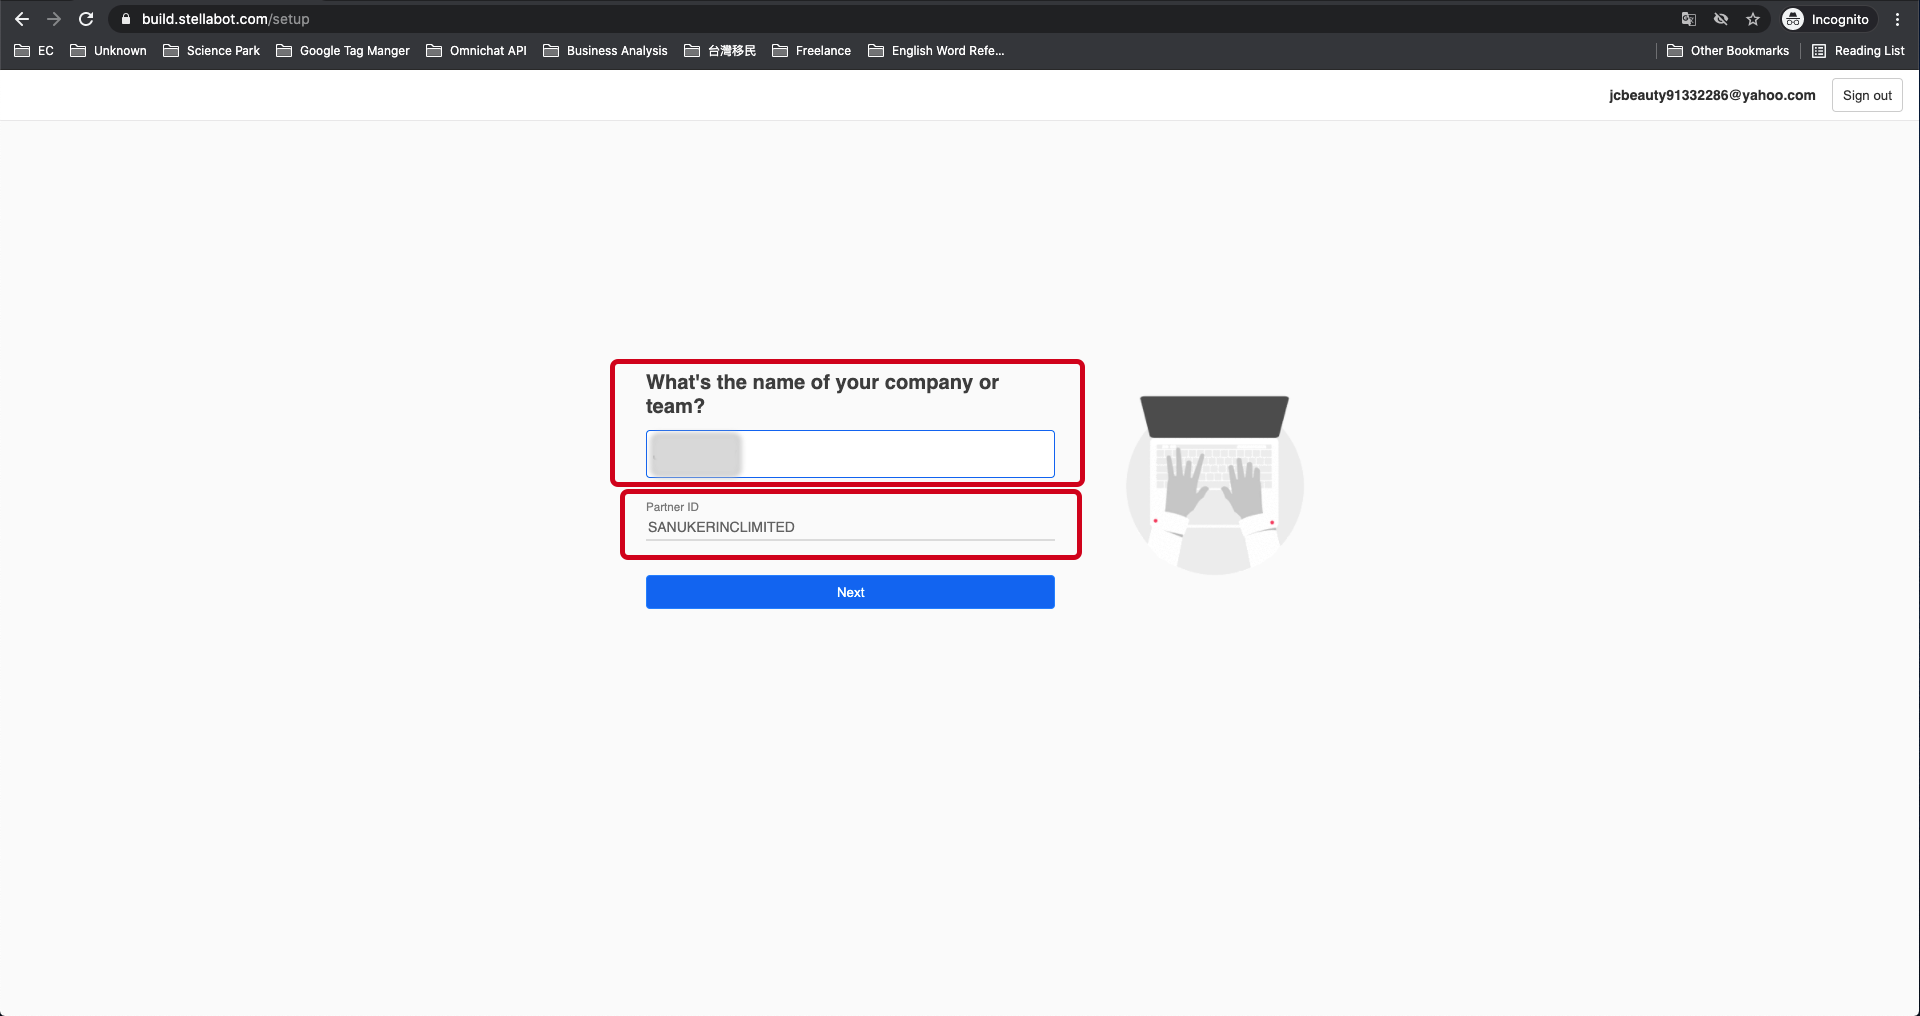 build.stellabot.com/setup
Incognito
EC
Unknown
Science Park
Google Tag Manger
Omnichat API
Business Analysis
台灣移民
Freelance
English Word Refe...
Other Bookmarks
Reading List
jcbeauty91332286@yahoo.com
Sign out
What's the name of your company or
team?
Partner ID
SANUKERINCLIMITED
Next